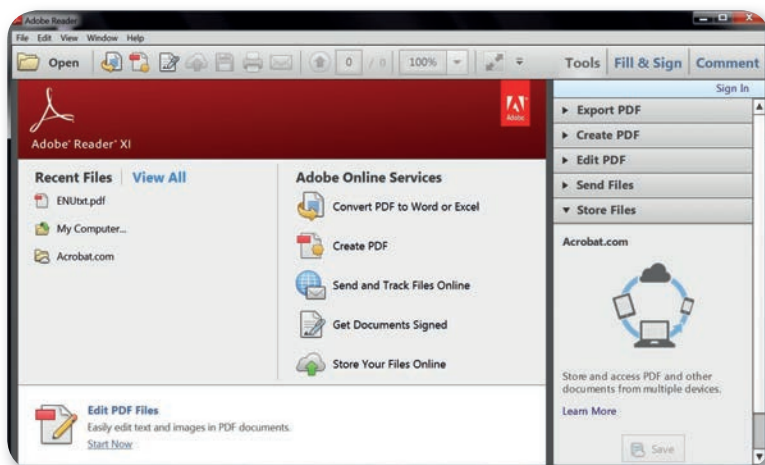 Adobe Reader
File Edit View Window Help
Open 0 / 0 100% Tools Fill & Sign Comment
Sign In
Adobe
Adobe® Reader® XI
Recent Files View All
ENUtxt.pdf
My Computer...
Acrobat.com
Adobe Online Services
Convert PDF to Word or Excel
Create PDF
Send and Track Files Online
Get Documents Signed
Store Your Files Online
Edit PDF Files
Easily edit text and images in PDF documents.
Start Now
Export PDF
Create PDF
Edit PDF
Send Files
Store Files
Acrobat.com
Store and access PDF and other
documents from multiple devices.
Learn More
Save